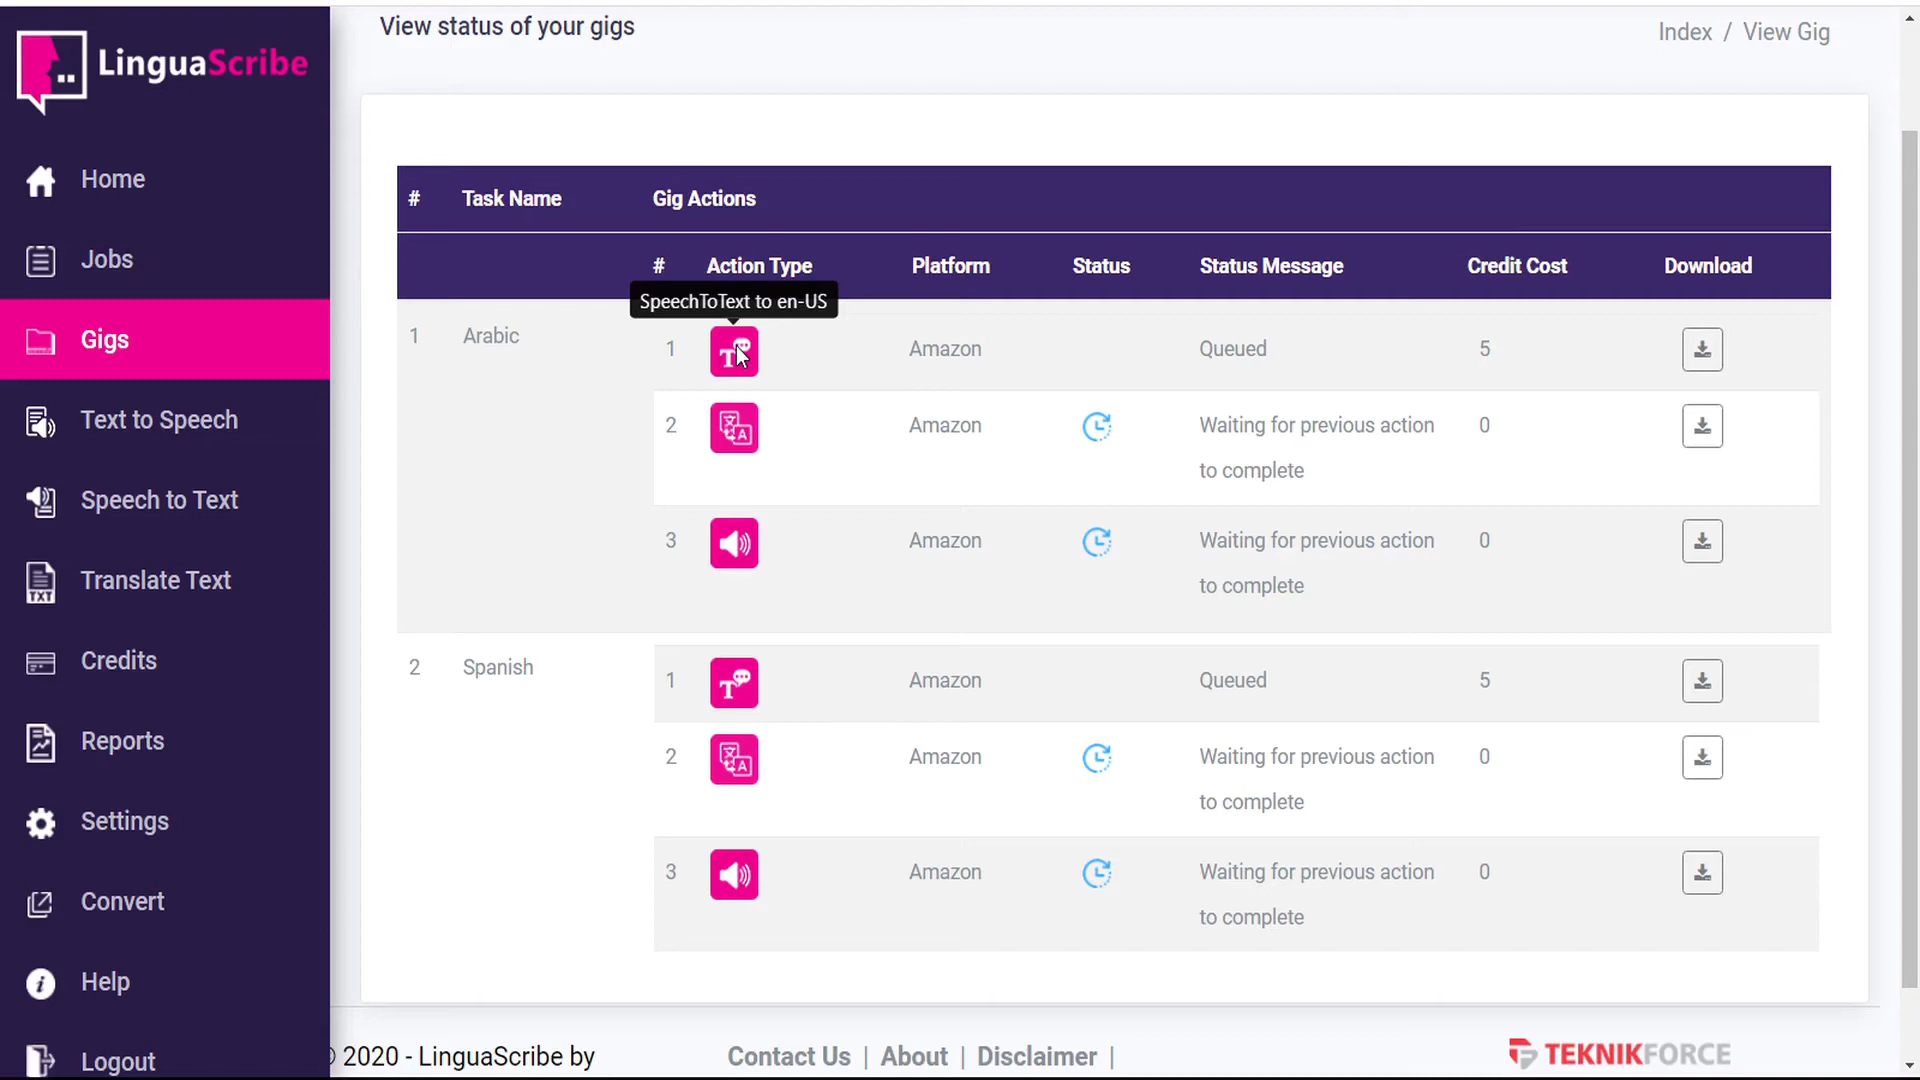 View status of your gigs
Index / View Gig
LinguaScribe
Home
Jobs
Gigs
Text to Speech
Speech to Text
Translate Text
Credits
Reports
Settings
Convert
Help
Logout
# Task Name Gig Actions
# Action Type Platform Status Status Message Credit Cost Download
SpeechToText to en-US
1 Arabic
1 Amazon Queued 5
2 Amazon Waiting for previous action 0
to complete
3 Amazon Waiting for previous action 0
to complete
2 Spanish
1 Amazon Queued 5
2 Amazon Waiting for previous action 0
to complete
3 Amazon Waiting for previous action 0
to complete
© 2020 - LinguaScribe by Contact Us | About | Disclaimer |
TEKNIKFORCE